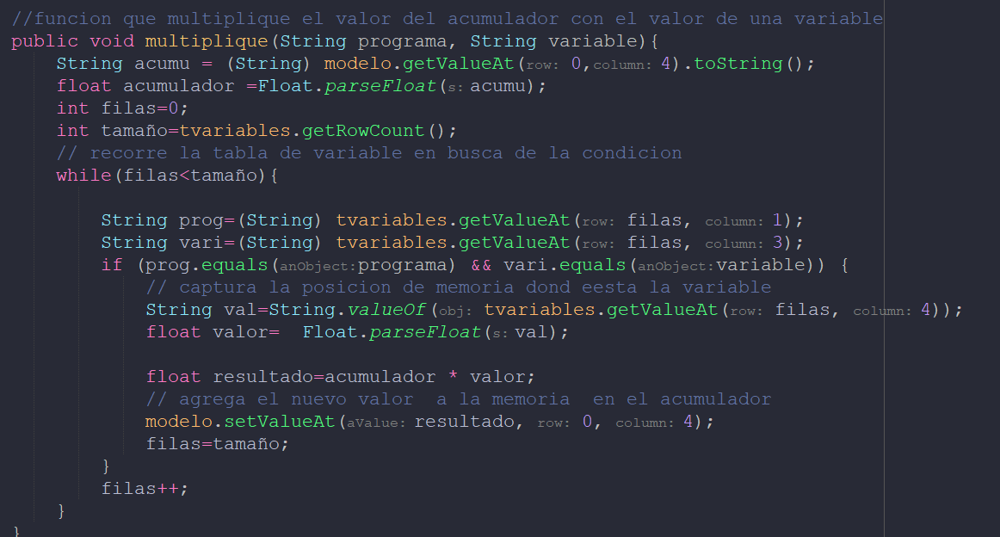 //funcion que multiplique el valor del acumulador con el valor de una variable
public void multiplique(String programa, String variable){
String acumu = (String) modelo.getValueAt(row: 0,column: 4).toString();
float acumulador =Float.parseFloat(s: acumu);
int filas=0;
int tamaño=tvariables.getRowCount();
// recorre la tabla de variable en busca de la condicion
while(filas<tamaño){
String prog=(String) tvariables.getValueAt(row: filas, column: 1);
String vari=(String) tvariables.getValueAt(row: filas, column: 3);
if (prog.equals(anObject:programa) && vari.equals(anObject:variable)) {
// captura la posicion de memoria dond eesta la variable
String val=String.valueOf(obj: tvariables.getValueAt(row: filas, column: 4));
float valor=  Float.parseFloat(s: val);
float resultado=acumulador * valor;
// agrega el nuevo valor  a la memoria  en el acumulador
modelo.setValueAt(aValue: resultado, row: 0, column: 4);
filas=tamaño;
}
filas++;
}
}